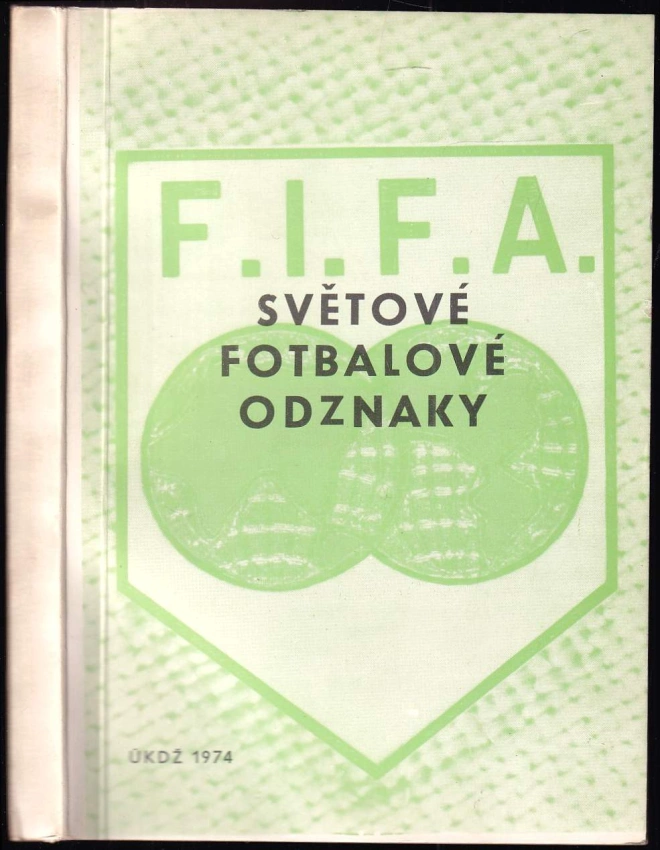 F.I.F.A.
SVĚTOVÉ
FOTBALOVÉ
ODZNAKY
ÚKDŽ 1974